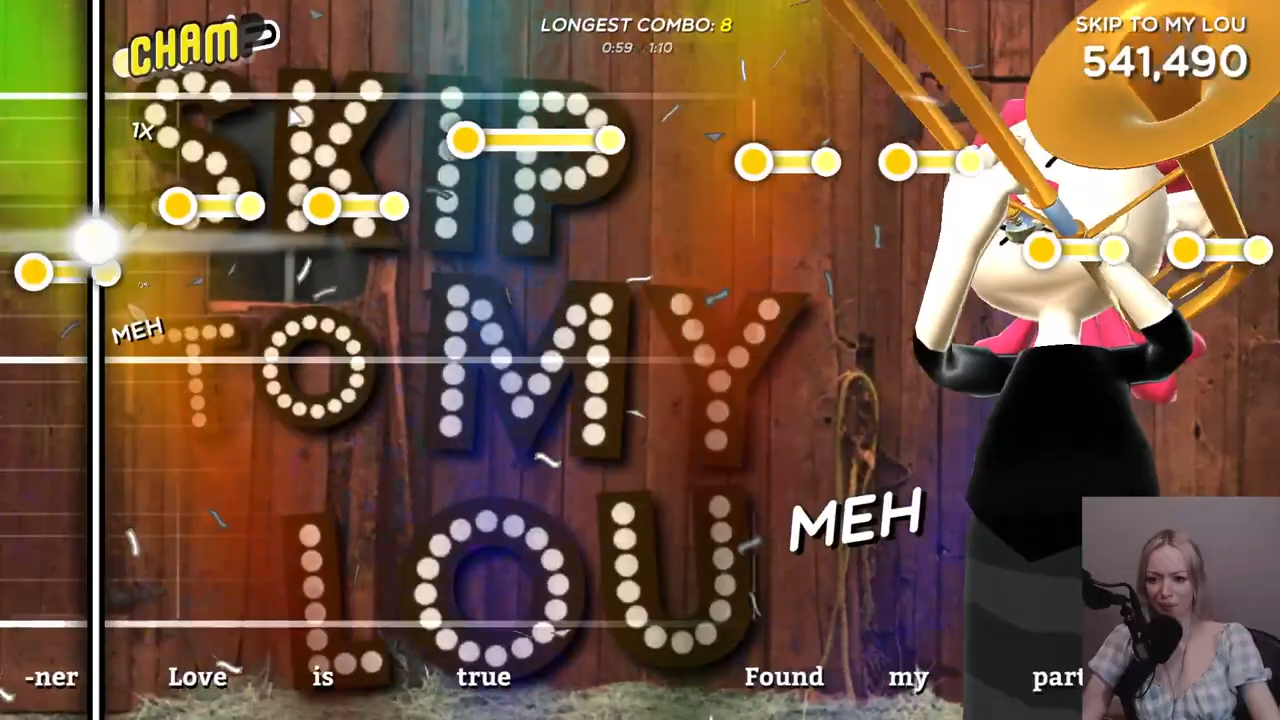 CHAMP
LONGEST COMBO: 8
0:59 1:10
SKIP TO MY LOU
541,490
1X
SKIP
TO MY
LOU
MEH
MEH
-ner Love is true Found my part